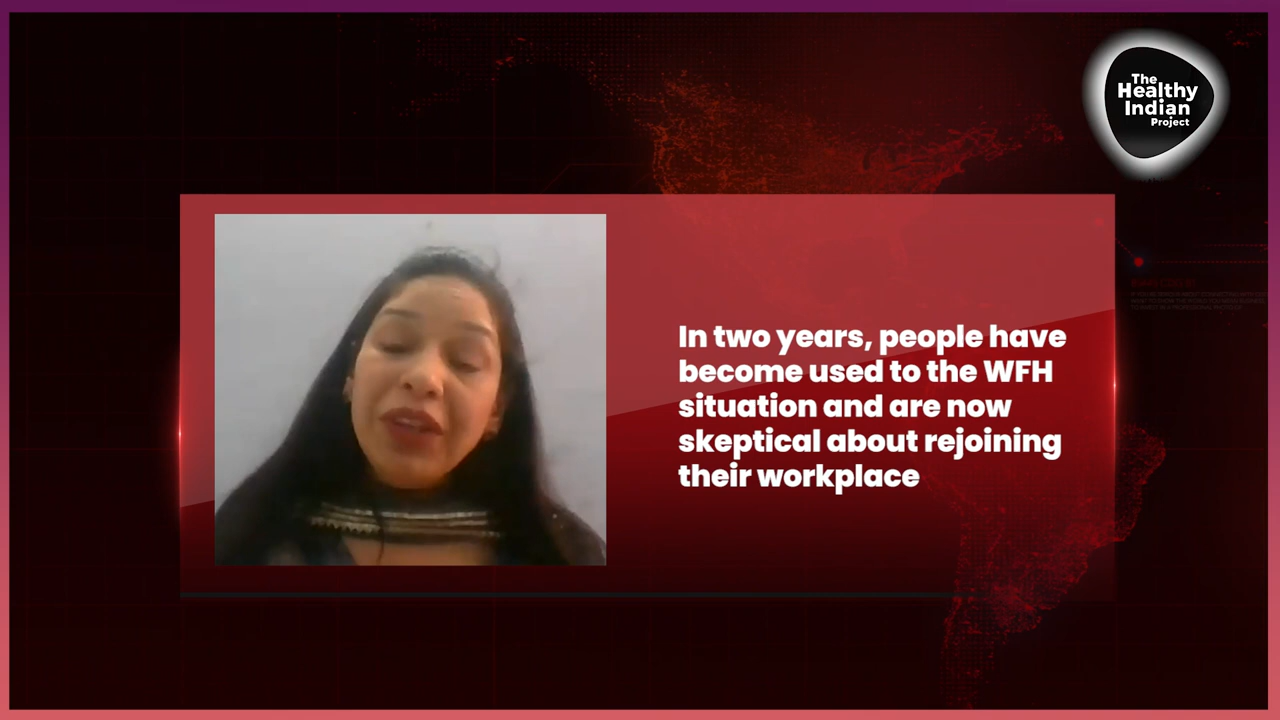 The
Healthy
Indian
Project
In two years, people have
become used to the WFH
situation and are now
skeptical about rejoining
their workplace